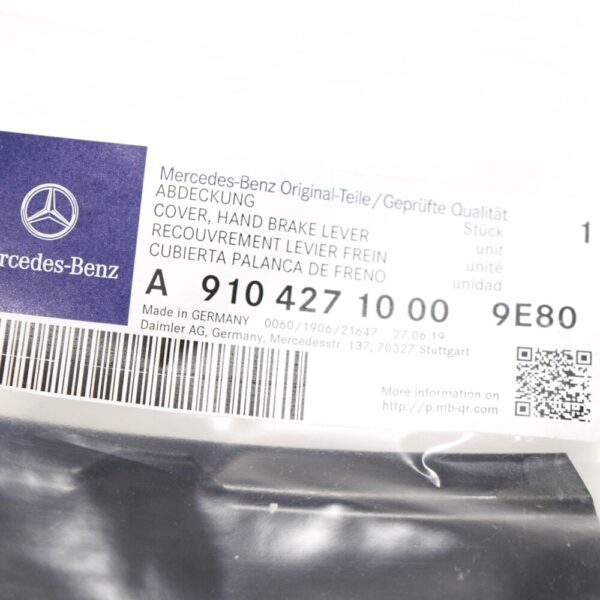 Mercedes-Benz Original-Teile/Geprüfte Qualität
ABDECKUNG Stück 1
COVER, HAND BRAKE LEVER unit
RECOUVREMENT LEVIER FREIN unité
CUBIERTA PALANCA DE FRENO unidad
rcedes-Benz
A 910 427 10 00 9E80
Made in GERMANY 0060/1906/21647 27.06.19
Daimler AG, Germany, Mercedesstr. 137, 70327 Stuttgart
More information on
http://p.mb-qr.com